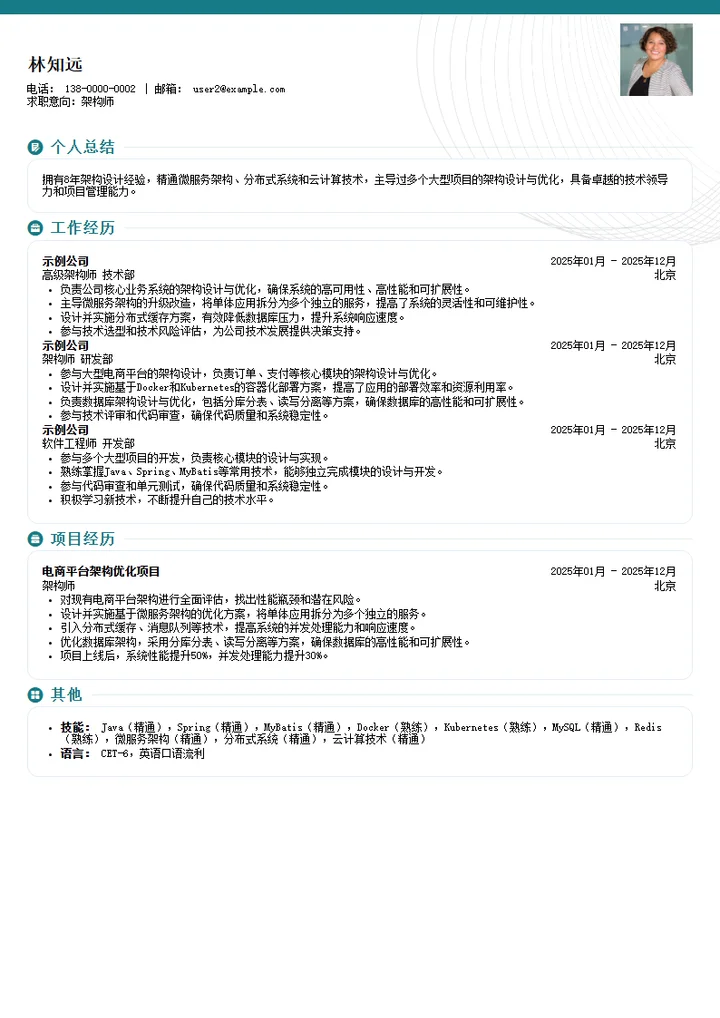 林知远
电话： 138-0000-0002 | 邮箱： user2@example.com
求职意向：架构师
个人总结
拥有8年架构设计经验，精通微服务架构、分布式系统和云计算技术，主导过多个大型项目的架构设计与优化，具备卓越的技术领导
力和项目管理能力。
工作经历
示例公司 2025年01月 - 2025年12月
高级架构师 技术部 北京
• 负责公司核心业务系统的架构设计与优化，确保系统的高可用性、高性能和可扩展性。
• 主导微服务架构的升级改造，将单体应用拆分为多个独立的服务，提高了系统的灵活性和可维护性。
• 设计并实施分布式缓存方案，有效降低数据库压力，提升系统响应速度。
• 参与技术选型和技术风险评估，为公司技术发展提供决策支持。
示例公司 2025年01月 - 2025年12月
架构师 研发部 北京
• 参与大型电商平台的架构设计，负责订单、支付等核心模块的架构设计与优化。
• 设计并实施基于Docker和Kubernetes的容器化部署方案，提高了应用的部署效率和资源利用率。
• 负责数据库架构设计与优化，包括分库分表、读写分离等方案，确保数据库的高性能和可扩展性。
• 参与技术评审和代码审查，确保代码质量和系统稳定性。
示例公司 2025年01月 - 2025年12月
软件工程师 开发部 北京
• 参与多个大型项目的开发，负责核心模块的设计与实现。
• 熟练掌握Java、Spring、MyBatis等常用技术，能够独立完成模块的设计与开发。
• 参与代码审查和单元测试，确保代码质量和系统稳定性。
• 积极学习新技术，不断提升自己的技术水平。
项目经历
电商平台架构优化项目 2025年01月 - 2025年12月
架构师 北京
• 对现有电商平台架构进行全面评估，找出性能瓶颈和潜在风险。
• 设计并实施基于微服务架构的优化方案，将单体应用拆分为多个独立的服务。
• 引入分布式缓存、消息队列等技术，提高系统的并发处理能力和响应速度。
• 优化数据库架构，采用分库分表、读写分离等方案，确保数据库的高性能和可扩展性。
• 项目上线后，系统性能提升50%，并发处理能力提升30%。
其他
• 技能： Java（精通），Spring（精通），MyBatis（精通），Docker（熟练），Kubernetes（熟练），MySQL（精通），Redis
（熟练），微服务架构（精通），分布式系统（精通），云计算技术（精通）
• 语言： CET-6，英语口语流利